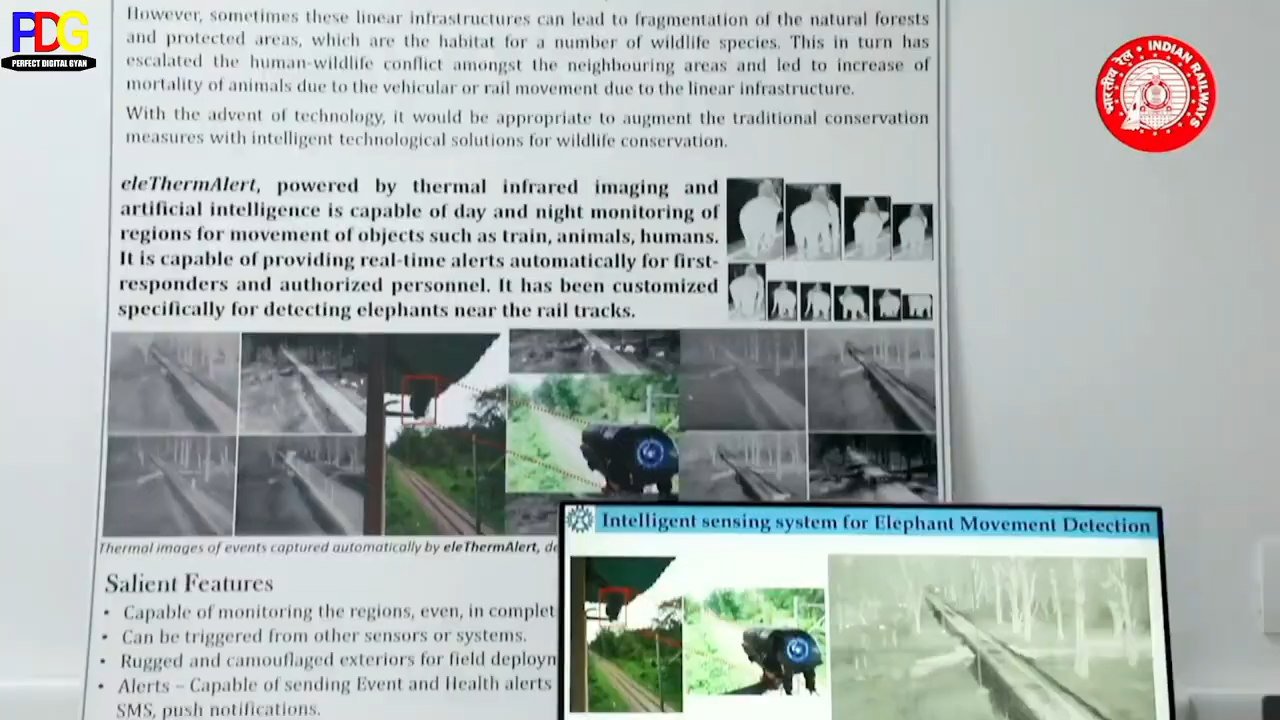 PDG
PERFECT DIGITAL GYAN
भारतीय रेल
INDIAN RAILWAYS
However, sometimes these linear infrastructures can lead to fragmentation of the natural forests
and protected areas, which are the habitat for a number of wildlife species. This in turn has
escalated the human-wildlife conflict amongst the neighbouring areas and led to increase of
mortality of animals due to the vehicular or rail movement due to the linear infrastructure.
With the advent of technology, it would be appropriate to augment the traditional conservation
measures with intelligent technological solutions for wildlife conservation.
eleThermAlert, powered by thermal infrared imaging and
artificial intelligence is capable of day and night monitoring of
regions for movement of objects such as train, animals, humans.
It is capable of providing real-time alerts automatically for first-
responders and authorized personnel. It has been customized
specifically for detecting elephants near the rail tracks.
Thermal images of events captured automatically by eleThermAlert, de
Salient Features
• Capable of monitoring the regions, even, in complet
• Can be triggered from other sensors or systems.
• Rugged and camouflaged exteriors for field deployn
• Alerts – Capable of sending Event and Health alerts
SMS, push notifications.
Intelligent sensing system for Elephant Movement Detection